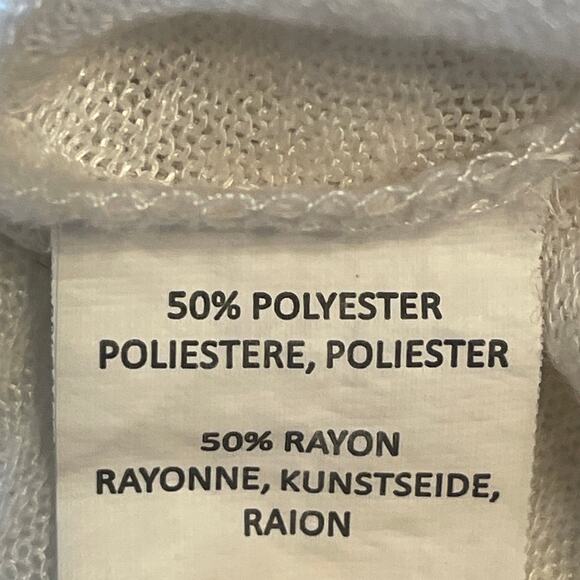 50% POLYESTER
POLIESTERE, POLIESTER
50% RAYON
RAYONNE, KUNSTSEIDE,
RAION